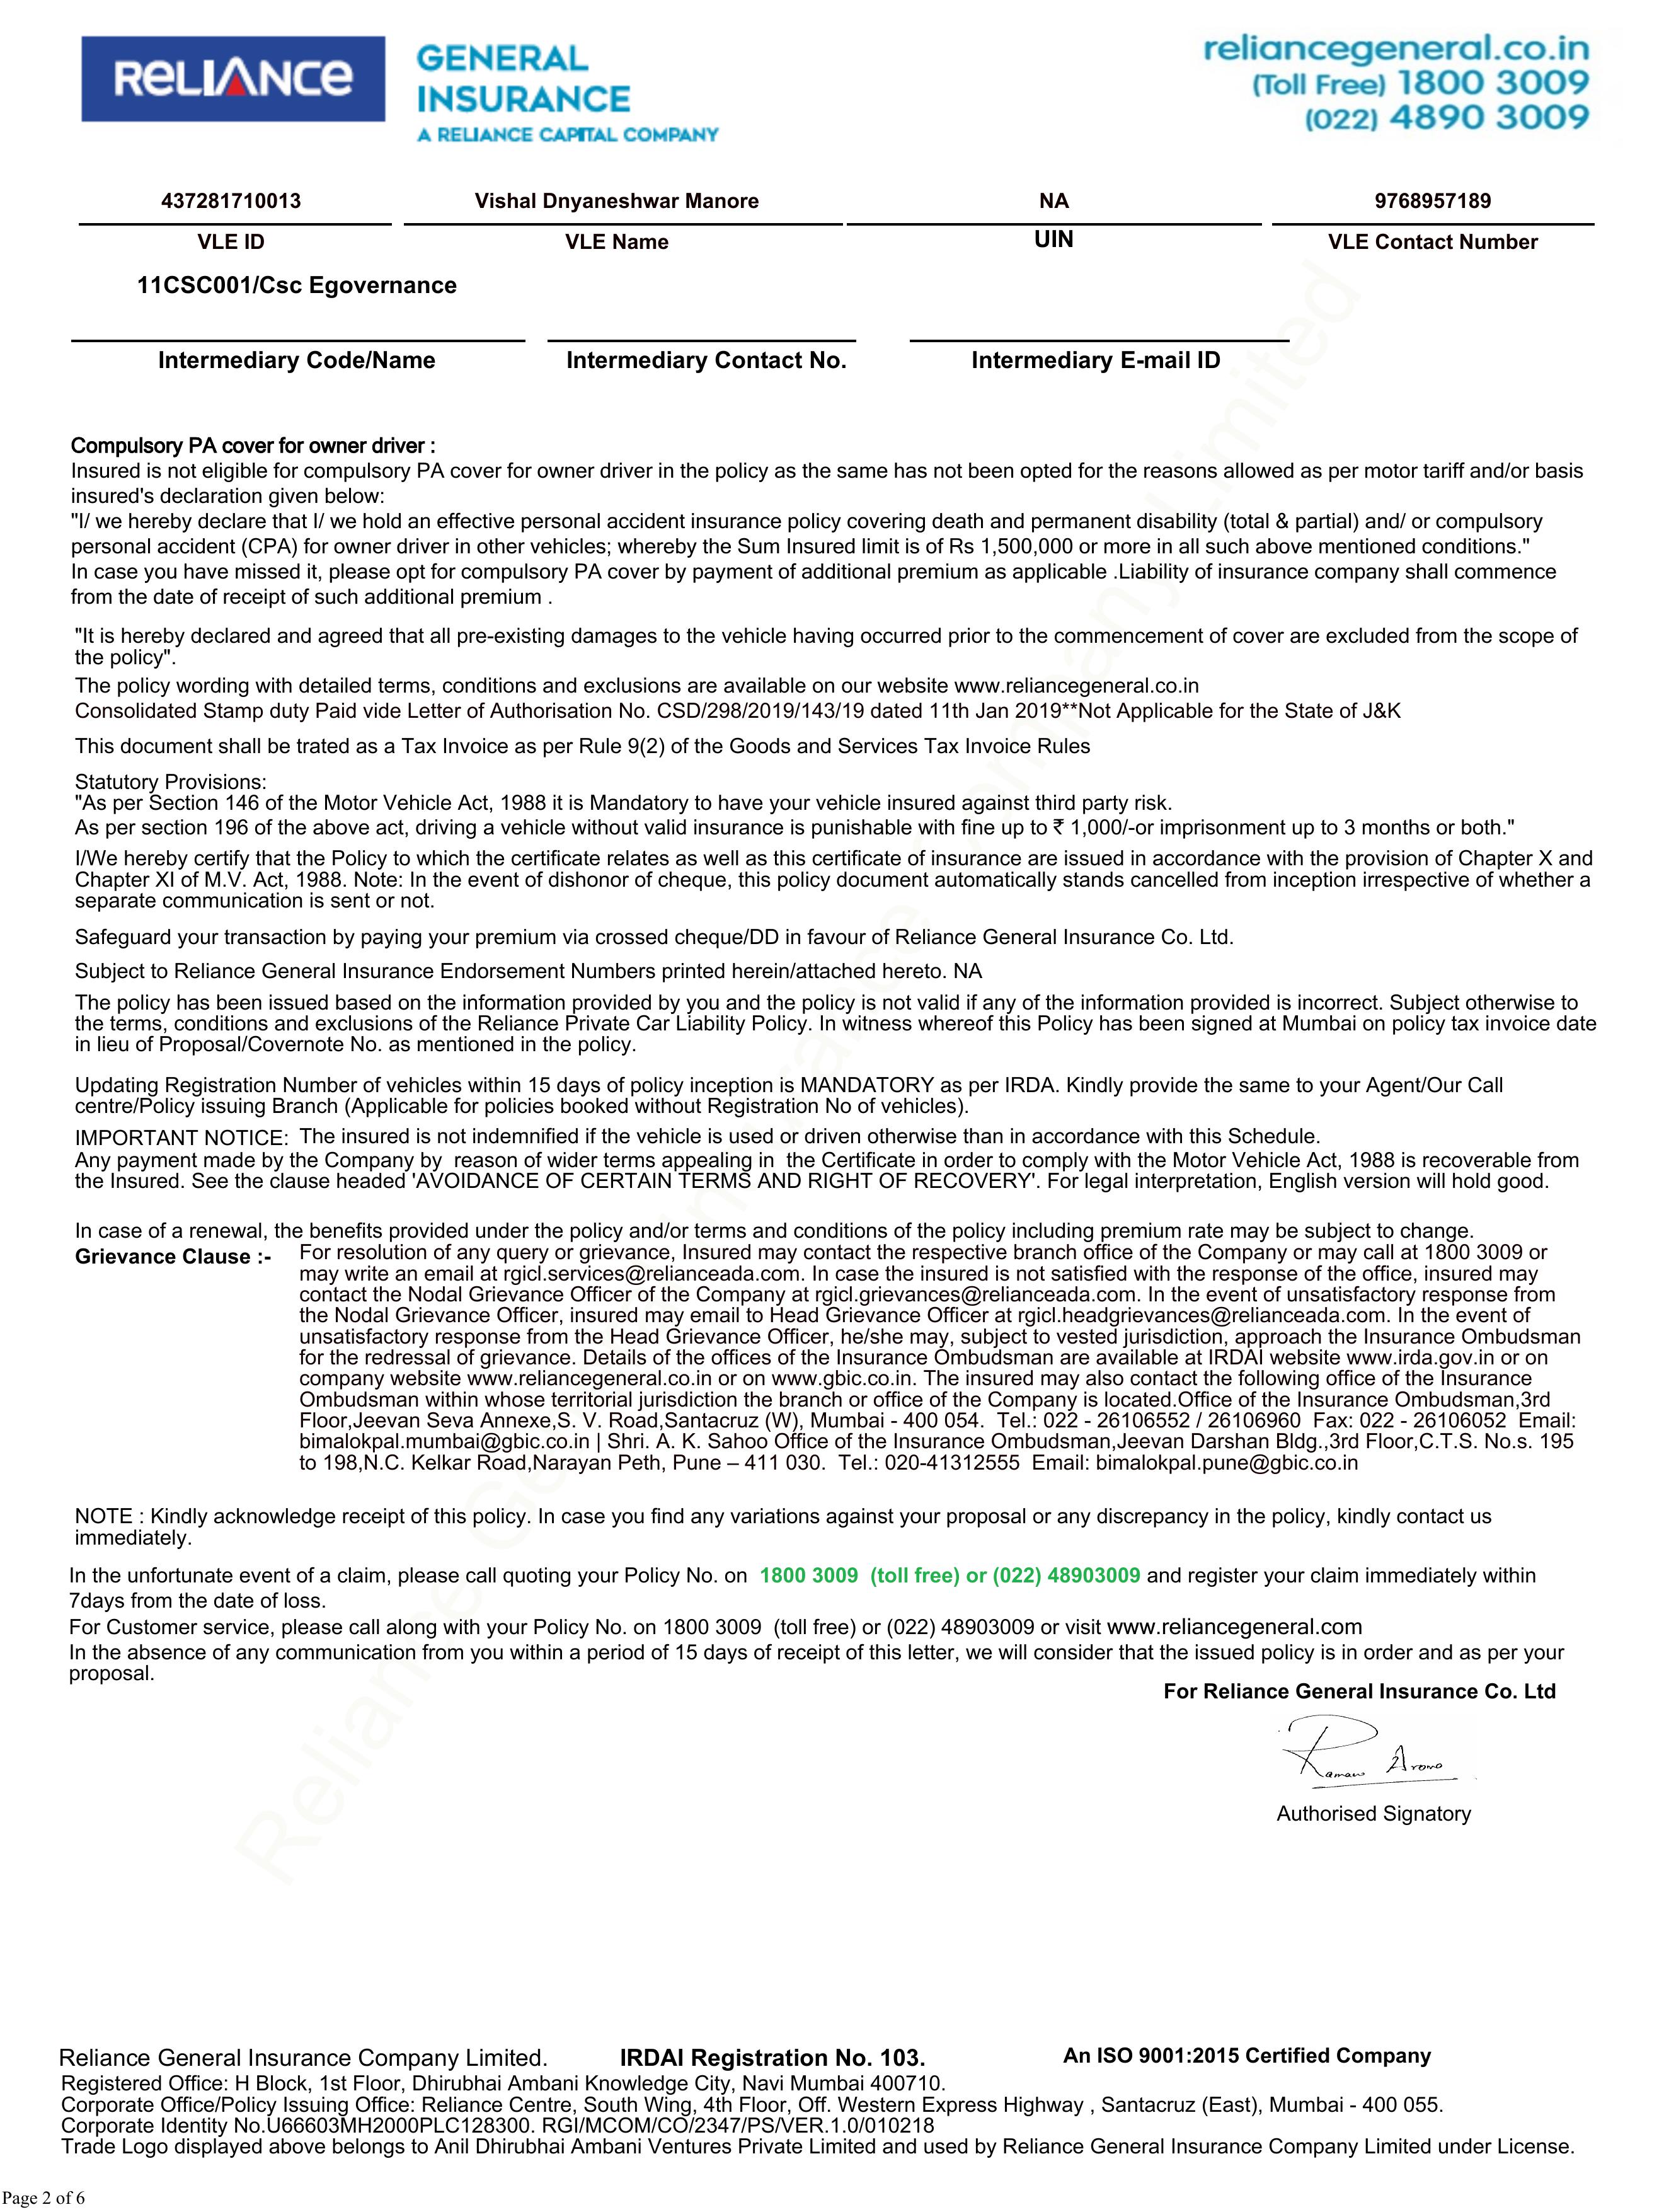 RELIANCE
GENERAL
INSURANCE
A RELIANCE CAPITAL COMPANY
reliancegeneral.co.in
(Toll Free) 1800 3009
(022) 4890 3009
437281710013 Vishal Dnyaneshwar Manore NA 9768957189
VLE ID VLE Name UIN VLE Contact Number
11CSC001/Csc Egovernance
Intermediary Code/Name Intermediary Contact No. Intermediary E-mail ID
Compulsory PA cover for owner driver :
Insured is not eligible for compulsory PA cover for owner driver in the policy as the same has not been opted for the reasons allowed as per motor tariff and/or basis
insured's declaration given below:
"I/ we hereby declare that I/ we hold an effective personal accident insurance policy covering death and permanent disability (total & partial) and/ or compulsory
personal accident (CPA) for owner driver in other vehicles; whereby the Sum Insured limit is of Rs 1,500,000 or more in all such above mentioned conditions."
In case you have missed it, please opt for compulsory PA cover by payment of additional premium as applicable .Liability of insurance company shall commence
from the date of receipt of such additional premium .
"It is hereby declared and agreed that all pre-existing damages to the vehicle having occurred prior to the commencement of cover are excluded from the scope of
the policy".
The policy wording with detailed terms, conditions and exclusions are available on our website www.reliancegeneral.co.in
Consolidated Stamp duty Paid vide Letter of Authorisation No. CSD/298/2019/143/19 dated 11th Jan 2019**Not Applicable for the State of J&K
This document shall be trated as a Tax Invoice as per Rule 9(2) of the Goods and Services Tax Invoice Rules
Statutory Provisions:
"As per Section 146 of the Motor Vehicle Act, 1988 it is Mandatory to have your vehicle insured against third party risk.
As per section 196 of the above act, driving a vehicle without valid insurance is punishable with fine up to ₹ 1,000/-or imprisonment up to 3 months or both."
I/We hereby certify that the Policy to which the certificate relates as well as this certificate of insurance are issued in accordance with the provision of Chapter X and
Chapter XI of M.V. Act, 1988. Note: In the event of dishonor of cheque, this policy document automatically stands cancelled from inception irrespective of whether a
separate communication is sent or not.
Safeguard your transaction by paying your premium via crossed cheque/DD in favour of Reliance General Insurance Co. Ltd.
Subject to Reliance General Insurance Endorsement Numbers printed herein/attached hereto. NA
The policy has been issued based on the information provided by you and the policy is not valid if any of the information provided is incorrect. Subject otherwise to
the terms, conditions and exclusions of the Reliance Private Car Liability Policy. In witness whereof this Policy has been signed at Mumbai on policy tax invoice date
in lieu of Proposal/Covernote No. as mentioned in the policy.
Updating Registration Number of vehicles within 15 days of policy inception is MANDATORY as per IRDA. Kindly provide the same to your Agent/Our Call
centre/Policy issuing Branch (Applicable for policies booked without Registration No of vehicles).
IMPORTANT NOTICE: The insured is not indemnified if the vehicle is used or driven otherwise than in accordance with this Schedule.
Any payment made by the Company by reason of wider terms appealing in the Certificate in order to comply with the Motor Vehicle Act, 1988 is recoverable from
the Insured. See the clause headed 'AVOIDANCE OF CERTAIN TERMS AND RIGHT OF RECOVERY'. For legal interpretation, English version will hold good.
In case of a renewal, the benefits provided under the policy and/or terms and conditions of the policy including premium rate may be subject to change.
Grievance Clause :- For resolution of any query or grievance, Insured may contact the respective branch office of the Company or may call at 1800 3009 or
may write an email at rgicl.services@relianceada.com. In case the insured is not satisfied with the response of the office, insured may
contact the Nodal Grievance Officer of the Company at rgicl.grievances@relianceada.com. In the event of unsatisfactory response from
the Nodal Grievance Officer, insured may email to Head Grievance Officer at rgicl.headgrievances@relianceada.com. In the event of
unsatisfactory response from the Head Grievance Officer, he/she may, subject to vested jurisdiction, approach the Insurance Ombudsman
for the redressal of grievance. Details of the offices of the Insurance Ombudsman are available at IRDAI website www.irda.gov.in or on
company website www.reliancegeneral.co.in or on www.gbic.co.in. The insured may also contact the following office of the Insurance
Ombudsman within whose territorial jurisdiction the branch or office of the Company is located.Office of the Insurance Ombudsman,3rd
Floor,Jeevan Seva Annexe,S. V. Road,Santacruz (W), Mumbai - 400 054. Tel.: 022 - 26106552 / 26106960 Fax: 022 - 26106052 Email:
bimalokpal.mumbai@gbic.co.in | Shri. A. K. Sahoo Office of the Insurance Ombudsman,Jeevan Darshan Bldg.,3rd Floor,C.T.S. No.s. 195
to 198,N.C. Kelkar Road,Narayan Peth, Pune – 411 030. Tel.: 020-41312555 Email: bimalokpal.pune@gbic.co.in
NOTE : Kindly acknowledge receipt of this policy. In case you find any variations against your proposal or any discrepancy in the policy, kindly contact us
immediately.
In the unfortunate event of a claim, please call quoting your Policy No. on 1800 3009 (toll free) or (022) 48903009 and register your claim immediately within
7days from the date of loss.
For Customer service, please call along with your Policy No. on 1800 3009 (toll free) or (022) 48903009 or visit www.reliancegeneral.com
In the absence of any communication from you within a period of 15 days of receipt of this letter, we will consider that the issued policy is in order and as per your
proposal.
For Reliance General Insurance Co. Ltd
Authorised Signatory
Reliance General Insurance Company Limited. IRDAI Registration No. 103. An ISO 9001:2015 Certified Company
Registered Office: H Block, 1st Floor, Dhirubhai Ambani Knowledge City, Navi Mumbai 400710.
Corporate Office/Policy Issuing Office: Reliance Centre, South Wing, 4th Floor, Off. Western Express Highway , Santacruz (East), Mumbai - 400 055.
Corporate Identity No.U66603MH2000PLC128300. RGI/MCOM/CO/2347/PS/VER.1.0/010218
Trade Logo displayed above belongs to Anil Dhirubhai Ambani Ventures Private Limited and used by Reliance General Insurance Company Limited under License.
Page 2 of 6